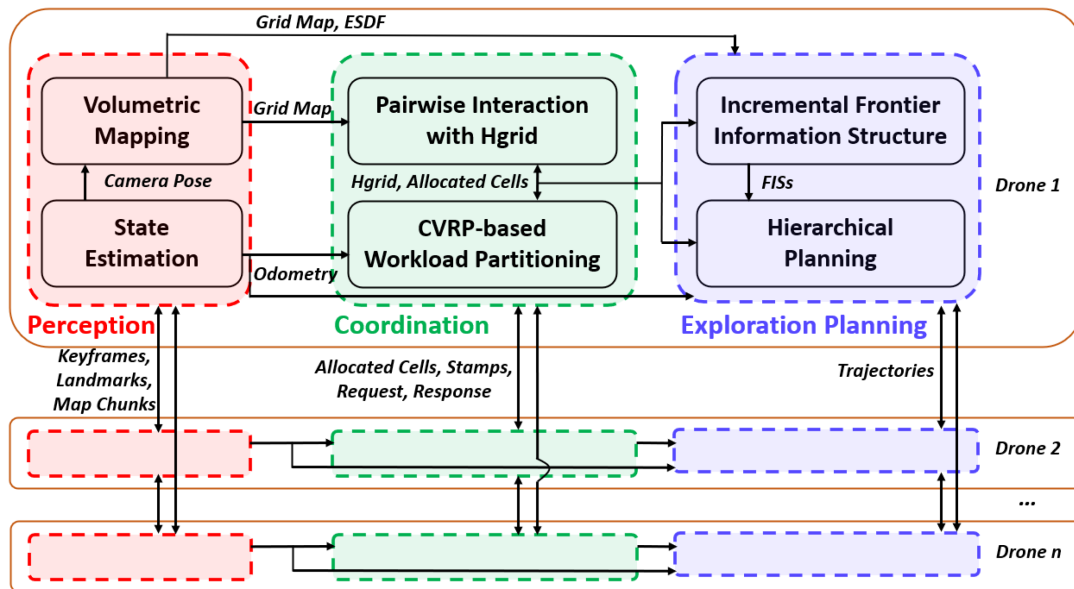 Grid Map, ESDF
Volumetric
Mapping
Grid Map
Pairwise Interaction
with Hgrid
Incremental Frontier
Information Structure
Camera Pose
Hgrid, Allocated Cells
FISs
Drone 1
State
Estimation
CVRP-based
Workload Partitioning
Hierarchical
Planning
Odometry
Perception
Coordination
Exploration Planning
Keyframes,
Landmarks,
Map Chunks
Allocated Cells, Stamps,
Request, Response
Trajectories
Drone 2
...
Drone n